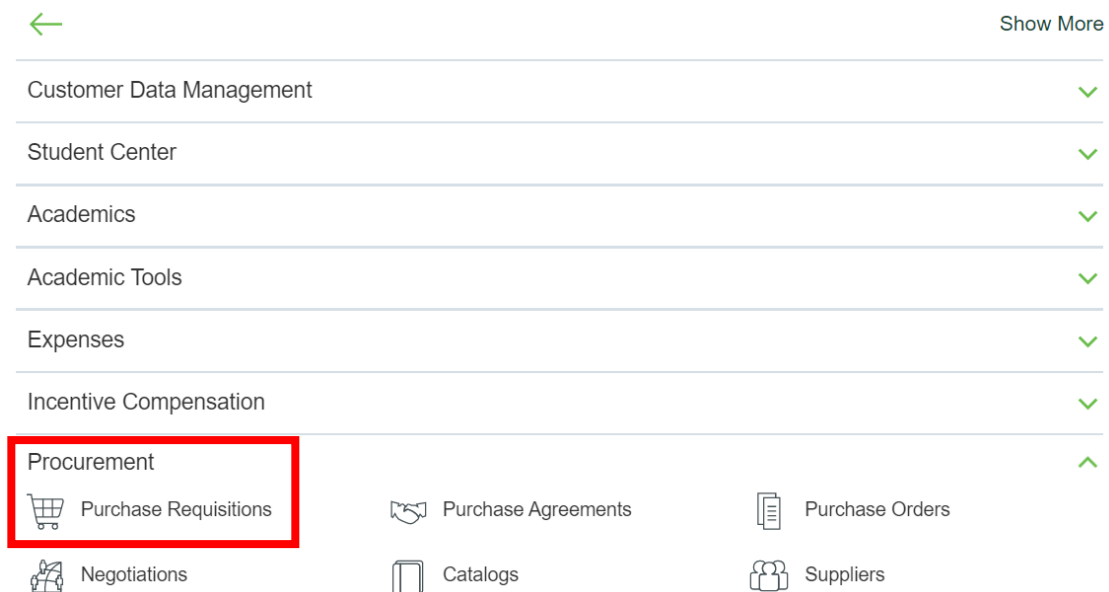 Show More
Customer Data Management
Student Center
Academics
Academic Tools
Expenses
Incentive Compensation
Procurement
Purchase Requisitions Purchase Agreements Purchase Orders
Negotiations Catalogs Suppliers